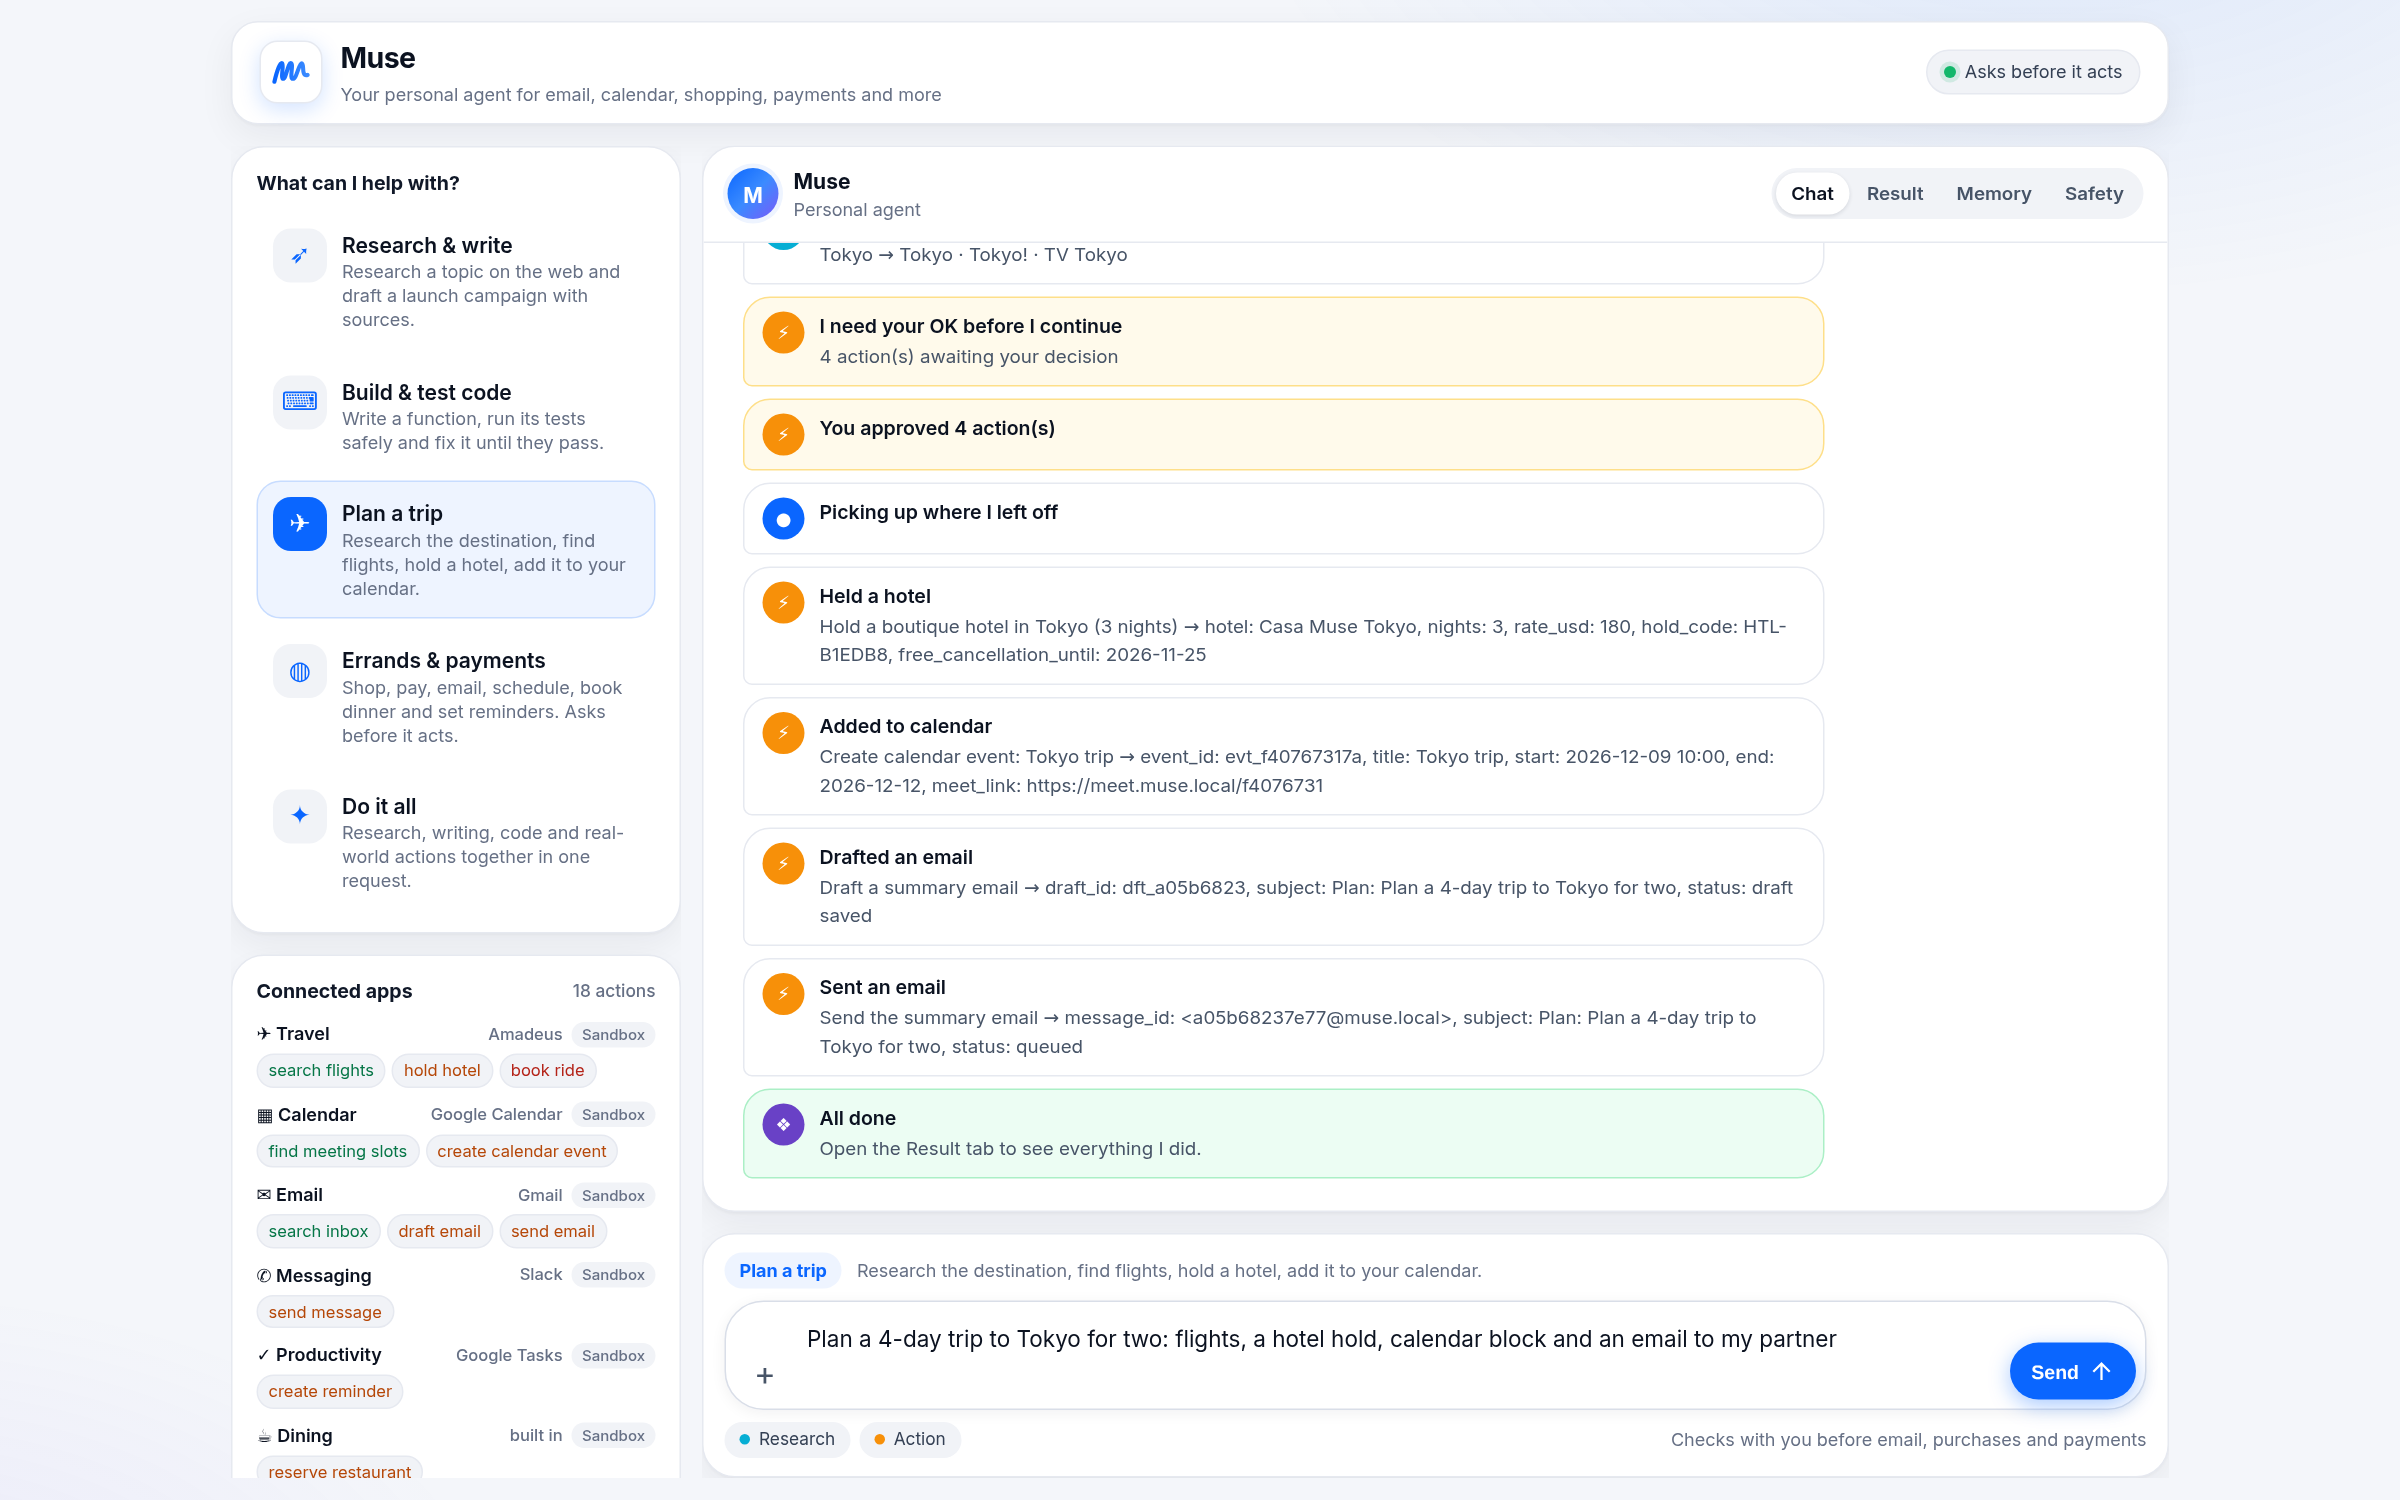 Muse
Your personal agent for email, calendar, shopping, payments and more
Asks before it acts
What can I help with?
Research & write
Research a topic on the web and
draft a launch campaign with
sources.
Build & test code
Write a function, run its tests
safely and fix it until they pass.
Plan a trip
Research the destination, find
flights, hold a hotel, add it to your
calendar.
Errands & payments
Shop, pay, email, schedule, book
dinner and set reminders. Asks
before it acts.
Do it all
Research, writing, code and real-
world actions together in one
request.
Connected apps
18 actions
Travel
Amadeus Sandbox
search flights hold hotel book ride
Calendar
Google Calendar Sandbox
find meeting slots create calendar event
Email
Gmail Sandbox
search inbox draft email send email
Messaging
Slack Sandbox
send message
Productivity
Google Tasks Sandbox
create reminder
Dining
built in Sandbox
reserve restaurant
M
Muse
Personal agent
Chat Result Memory Safety
Tokyo → Tokyo · Tokyo! · TV Tokyo
I need your OK before I continue
4 action(s) awaiting your decision
You approved 4 action(s)
Picking up where I left off
Held a hotel
Hold a boutique hotel in Tokyo (3 nights) → hotel: Casa Muse Tokyo, nights: 3, rate_usd: 180, hold_code: HTL-
B1EDB8, free_cancellation_until: 2026-11-25
Added to calendar
Create calendar event: Tokyo trip → event_id: evt_f40767317a, title: Tokyo trip, start: 2026-12-09 10:00, end:
2026-12-12, meet_link: https://meet.muse.local/f4076731
Drafted an email
Draft a summary email → draft_id: dft_a05b6823, subject: Plan: Plan a 4-day trip to Tokyo for two, status: draft
saved
Sent an email
Send the summary email → message_id: <a05b68237e77@muse.local>, subject: Plan: Plan a 4-day trip to
Tokyo for two, status: queued
All done
Open the Result tab to see everything I did.
Plan a trip Research the destination, find flights, hold a hotel, add it to your calendar.
Plan a 4-day trip to Tokyo for two: flights, a hotel hold, calendar block and an email to my partner
+
Send ↑
Research Action
Checks with you before email, purchases and payments